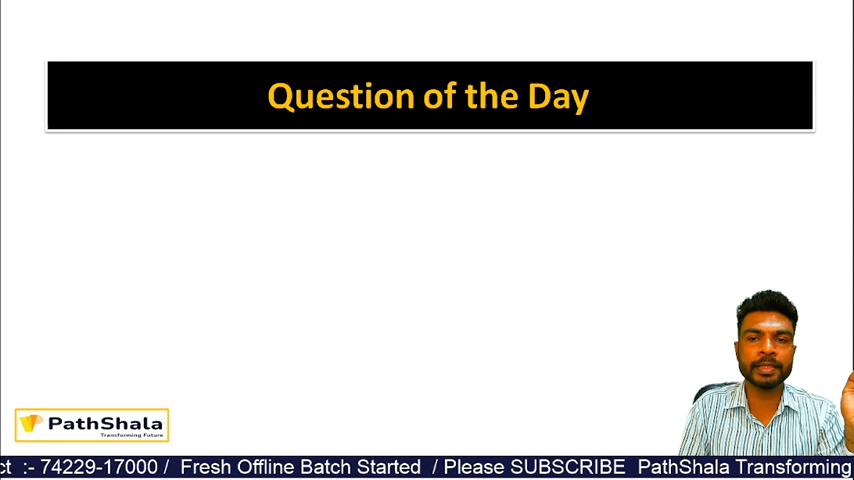 Question of the Day
PathShala
Transforming Future
ct :- 74229-17000 / Fresh Offline Batch Started / Please SUBSCRIBE PathShala Transforming